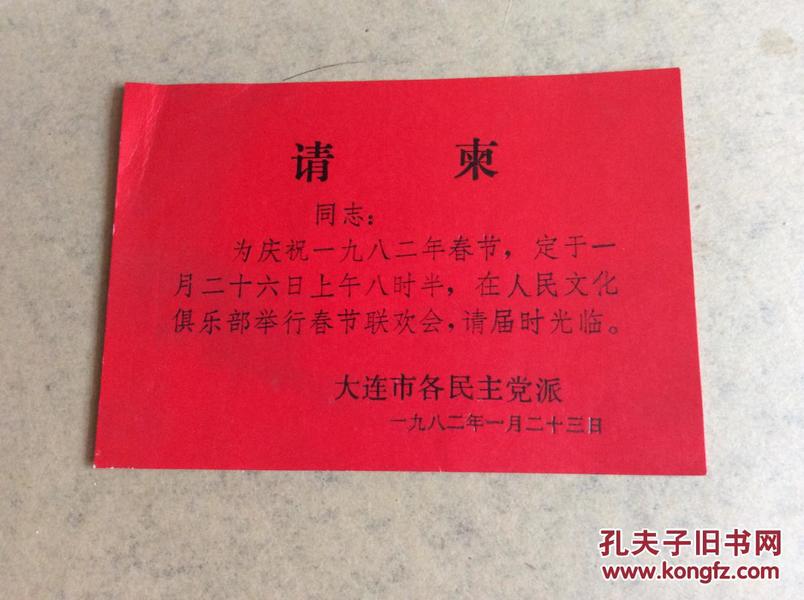 请 柬
同志：
为庆祝一九八二年春节，定于一
月二十六日上午八时半，在人民文化
俱乐部举行春节联欢会，请届时光临。
大连市各民主党派
一九八二年一月二十三日
孔夫子旧书网
www.kongfz.com